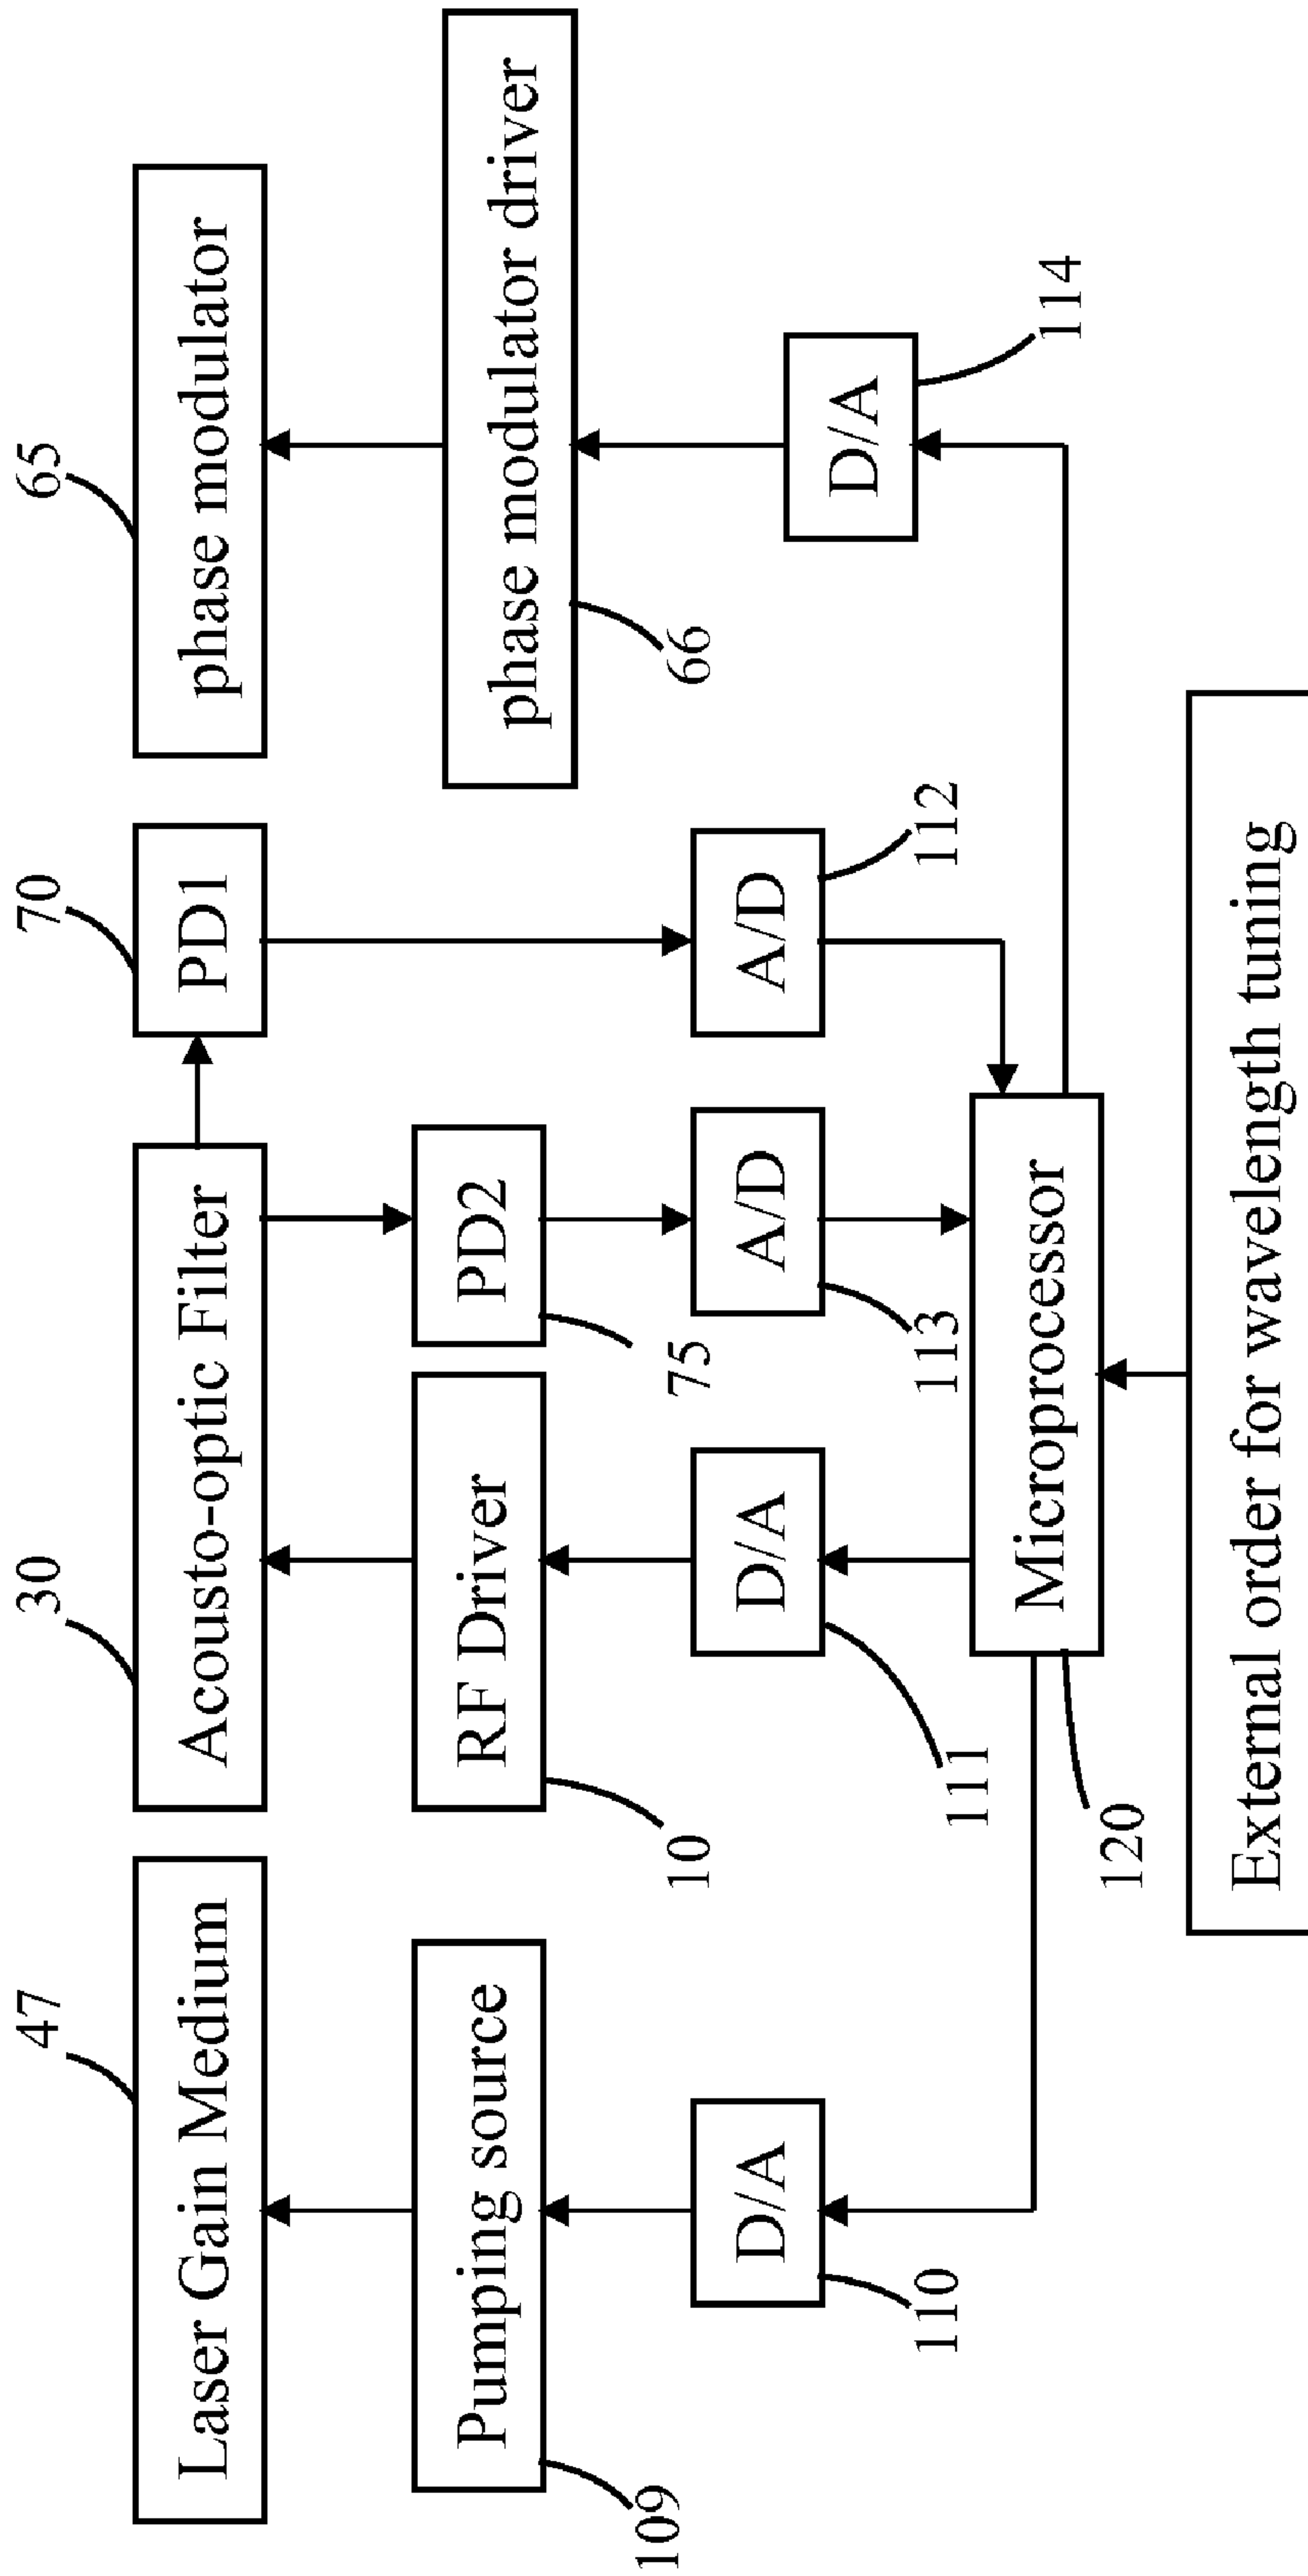 47
30
70
65
Laser Gain Medium
Acousto-optic Filter
PD1
phase modulator
Pumping source
RF Driver
PD2
phase modulator driver
109
10
75
66
D/A
D/A
A/D
A/D
D/A
110
111
113
112
114
Microprocessor
120
External order for wavelength tuning